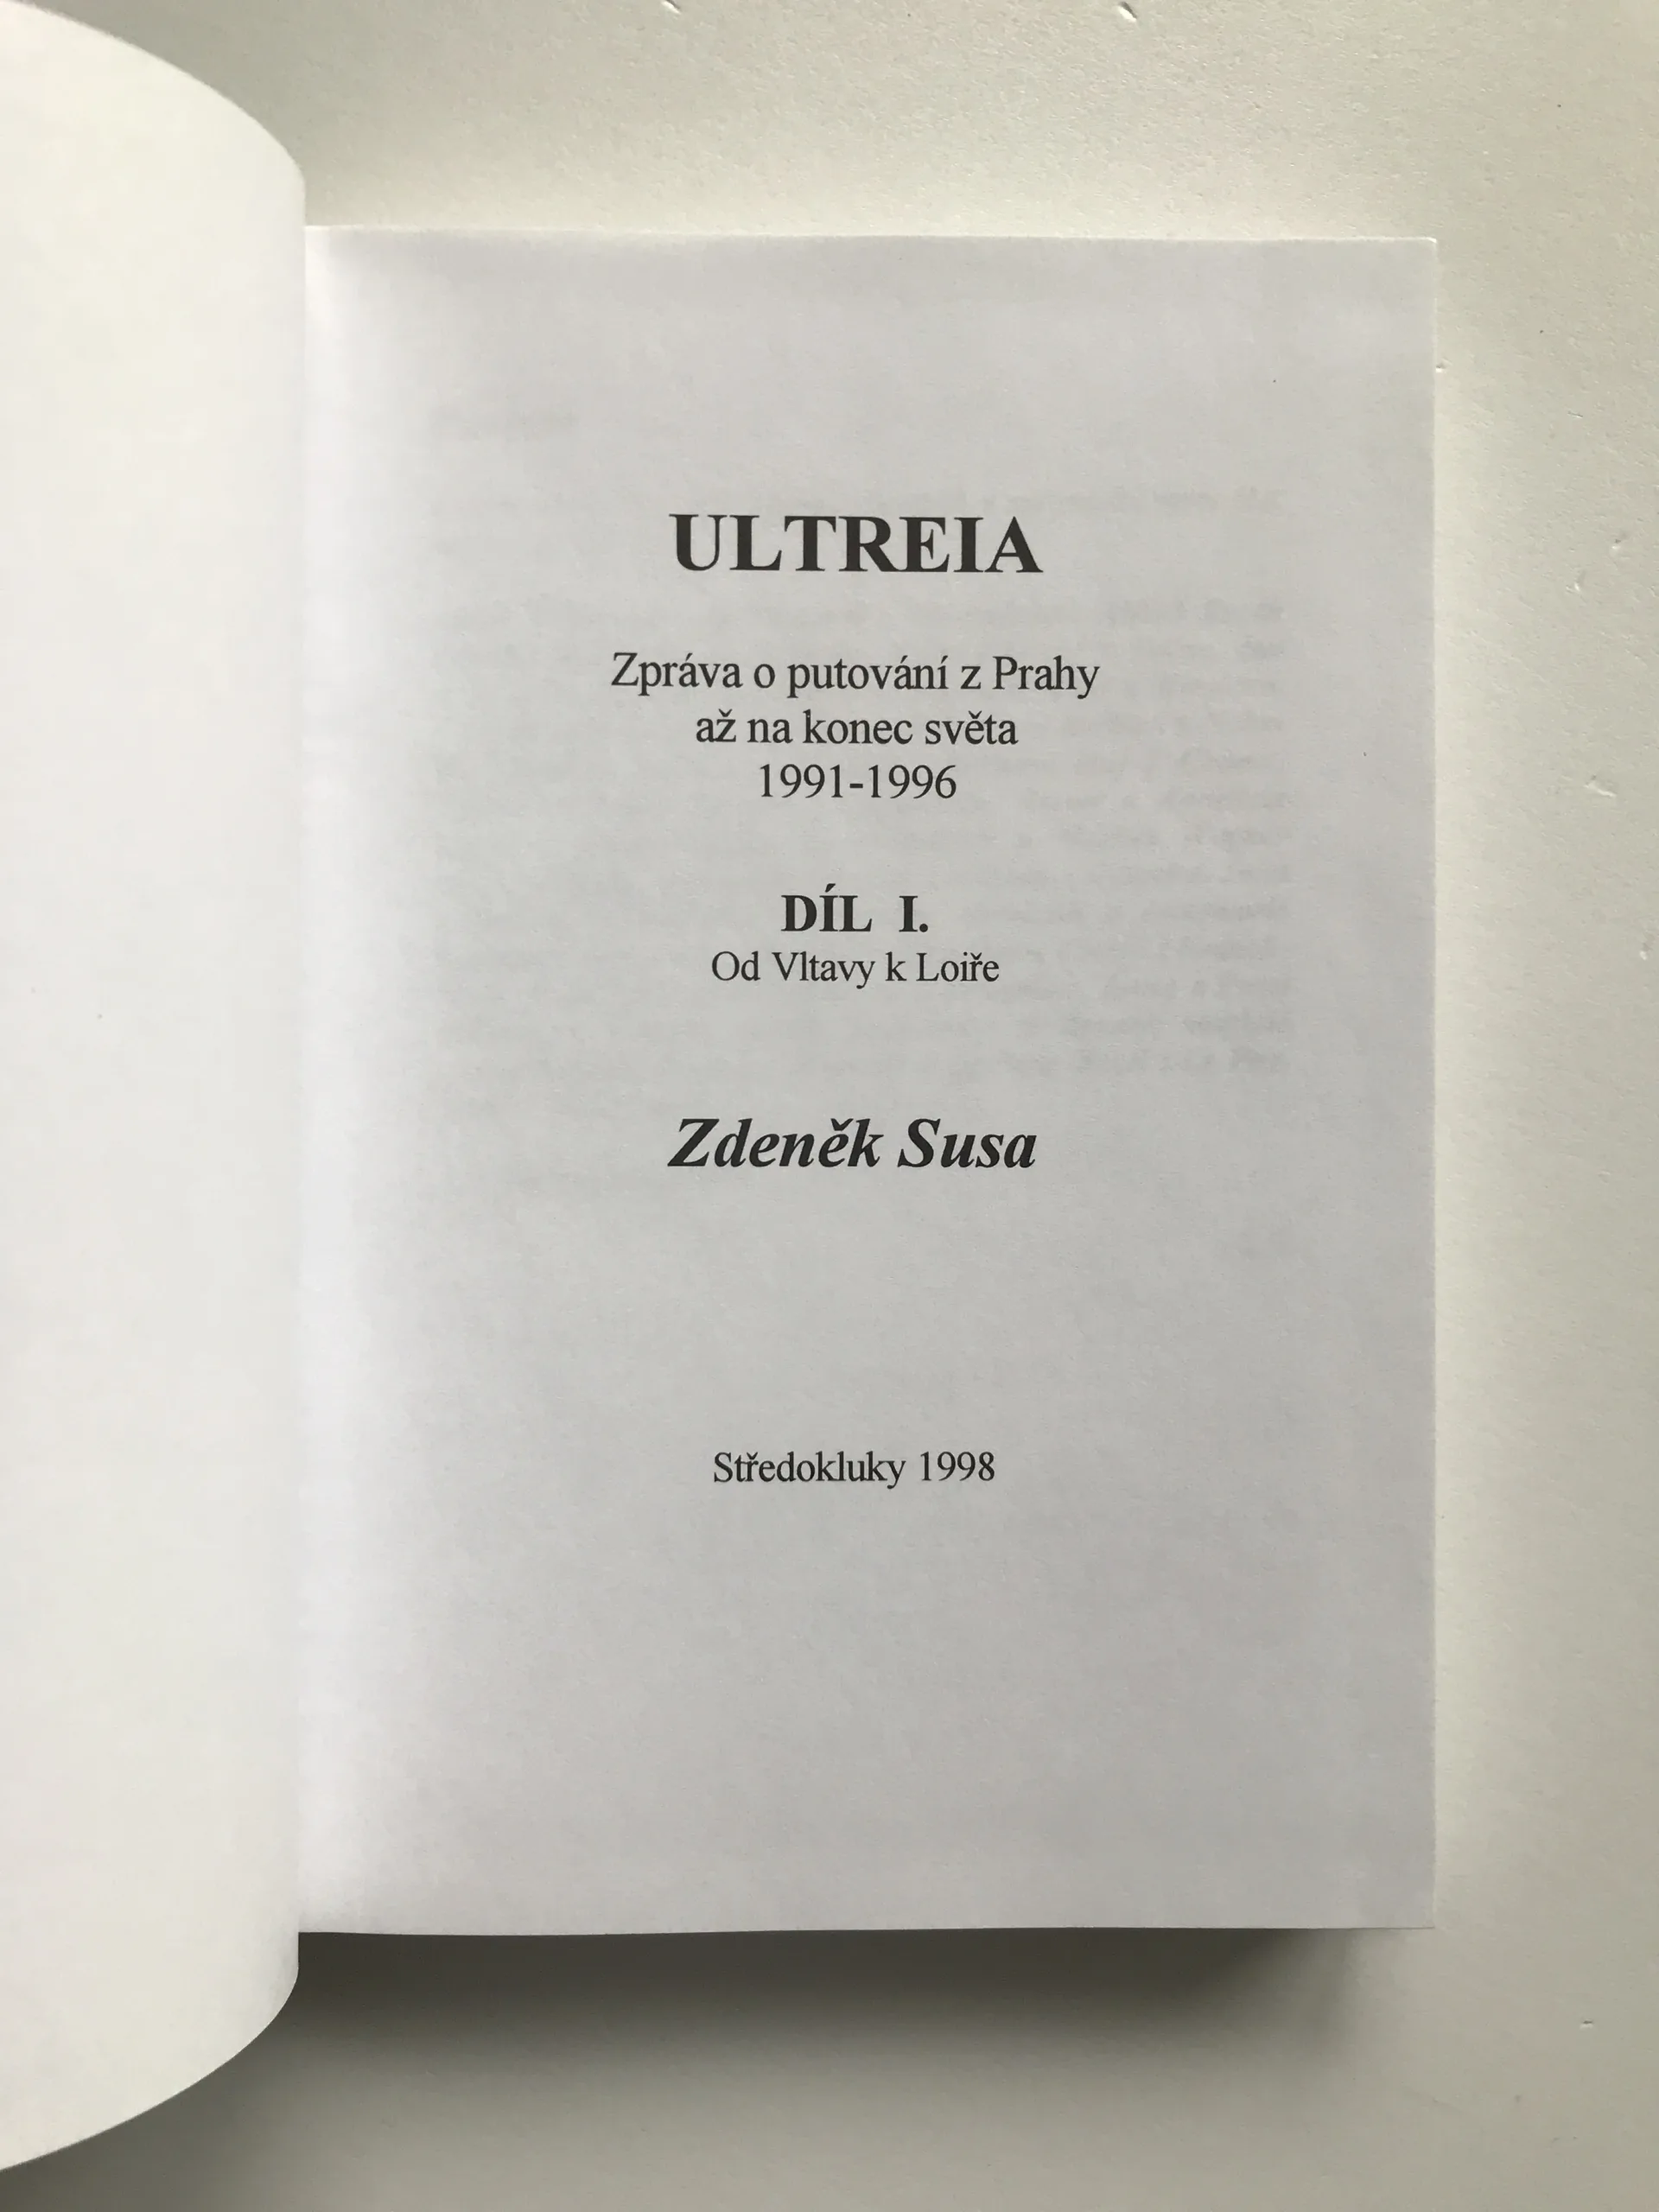 ULTREIA
Zpráva o putování z Prahy
až na konec světa
1991-1996
DÍL I.
Od Vltavy k Loiře
Zdeněk Susa
Středokluky 1998